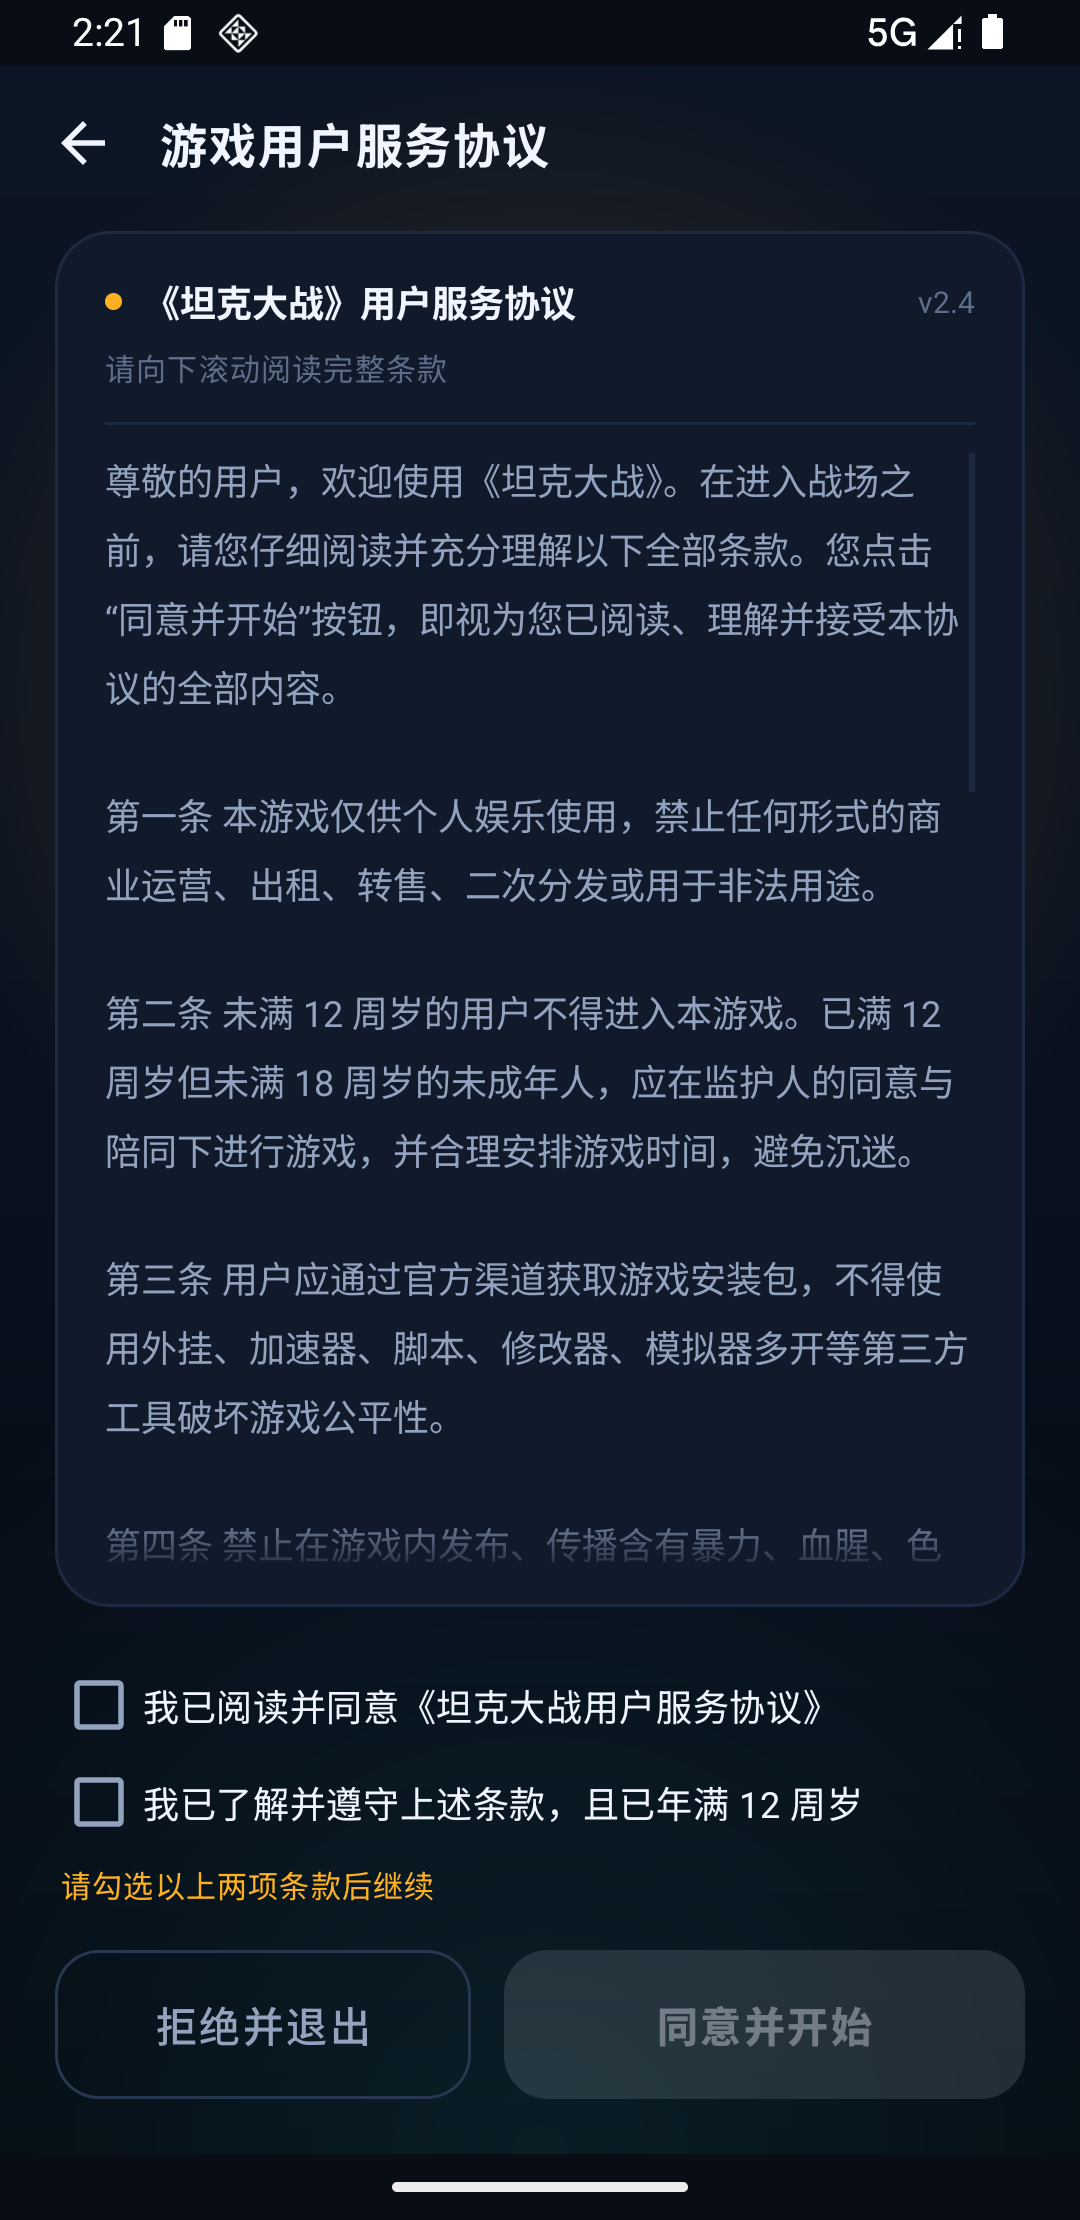 2:21
5G
游戏用户服务协议
《坦克大战》用户服务协议
v2.4
请向下滚动阅读完整条款
尊敬的用户，欢迎使用《坦克大战》。在进入战场之
前，请您仔细阅读并充分理解以下全部条款。您点击
“同意并开始”按钮，即视为您已阅读、理解并接受本协
议的全部内容。
第一条 本游戏仅供个人娱乐使用，禁止任何形式的商
业运营、出租、转售、二次分发或用于非法用途。
第二条 未满 12 周岁的用户不得进入本游戏。已满 12
周岁但未满 18 周岁的未成年人，应在监护人的同意与
陪同下进行游戏，并合理安排游戏时间，避免沉迷。
第三条 用户应通过官方渠道获取游戏安装包，不得使
用外挂、加速器、脚本、修改器、模拟器多开等第三方
工具破坏游戏公平性。
第四条 禁止在游戏内发布、传播含有暴力、血腥、色
我已阅读并同意《坦克大战用户服务协议》
我已了解并遵守上述条款，且已年满 12 周岁
请勾选以上两项条款后继续
拒绝并退出
同意并开始